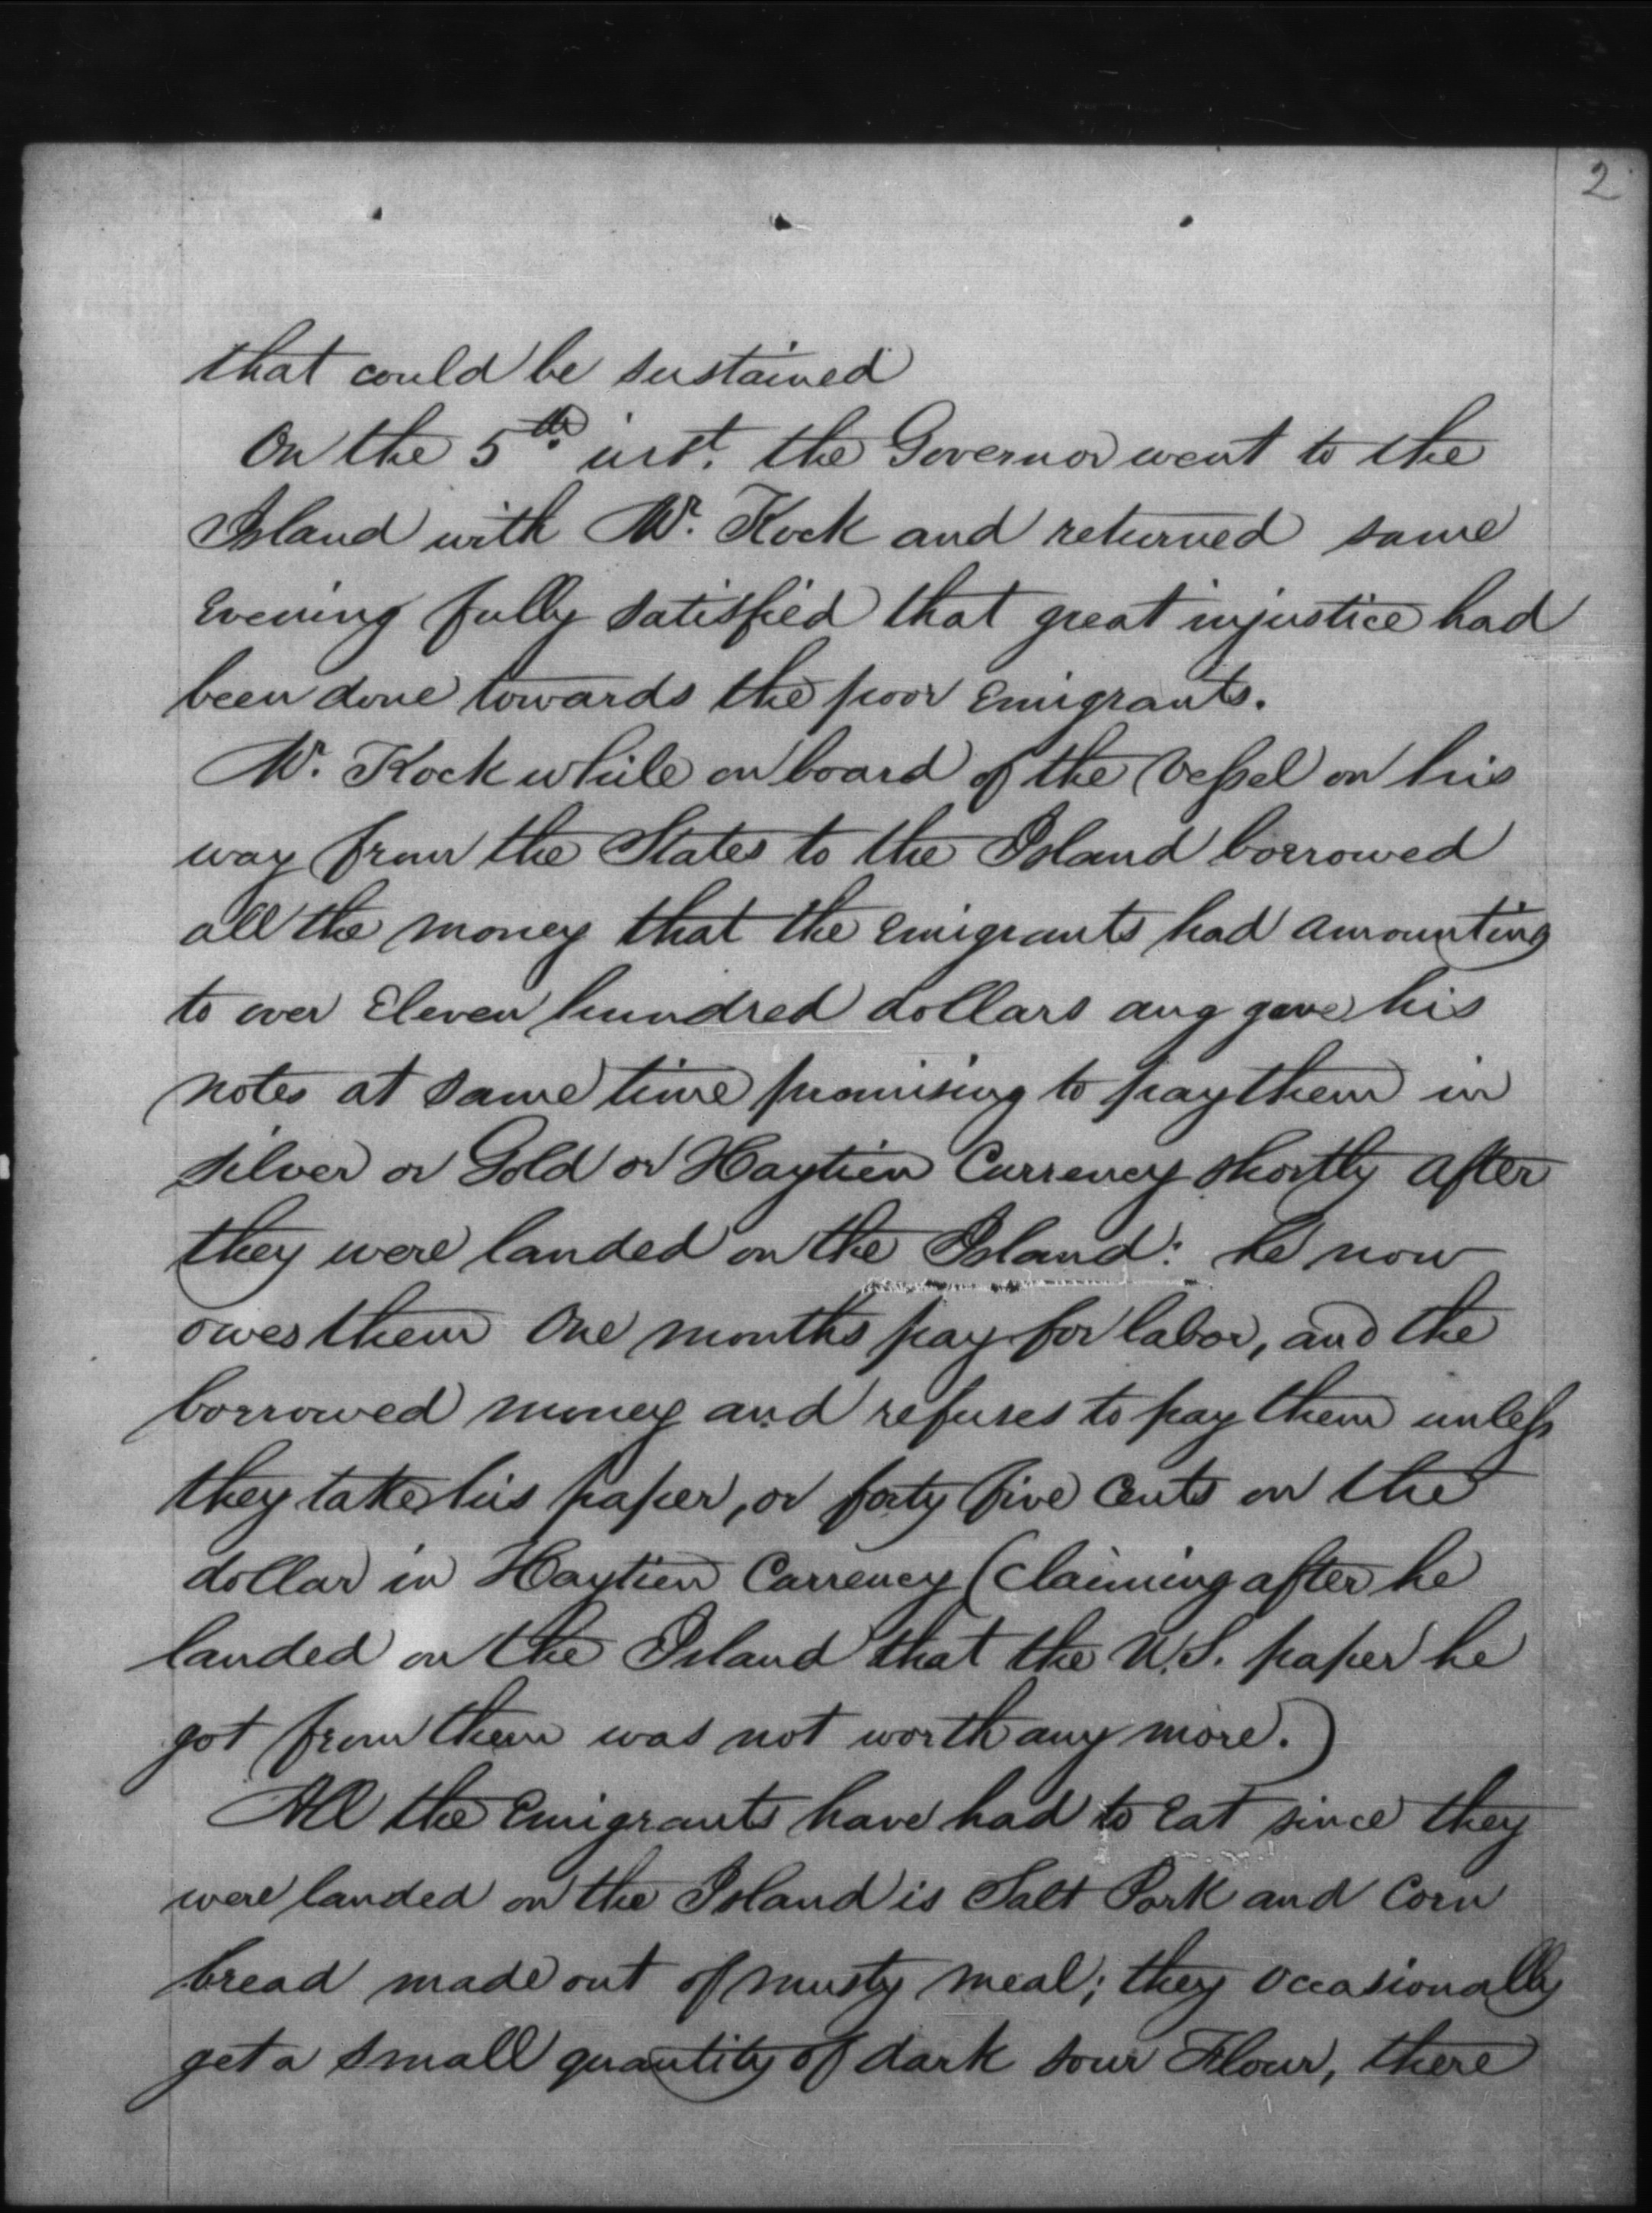 2
that could be sustained
On the 5th. inst. the Governor went to the
Island with Mr. Kock and returned same
Evening fully satisfied that great injustice had
been done towards the poor Emigrants.
Mr. Kock while on board of the Vessel on his
way from the States to the Island borrowed
all the money that the Emigrants had amounting
to over Eleven hundred dollars ang gave his
notes at same time promising to pay them in
silver or Gold or Haytien Currency shortly after
they were landed on the Island: he now
owes them One months pay for labor, and the
borrowed money and refuses to pay them unless
they take his paper, or forty five Cents on the
dollar in Haytien Currency (Claiming after he
landed on the Island that the U.S. paper he
got from them was not worth any more.)
All the Emigrants have had to Eat since they
were landed on the Island is Salt Pork and Corn
bread made out of musty meal; they occasionally
get a small quantity of dark sour Flour, there